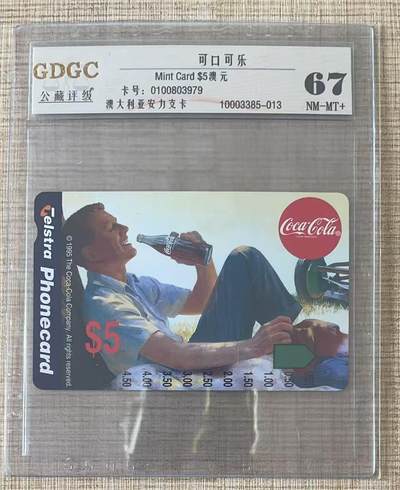 GDGC
公藏评级
可口可乐
Mint Card $5澳 元
卡号：0100803979
澳大利亚安力支卡
10003385-013
67
NM-MT+
Telstra Phonecard
© 1995 The Coca-Cola Company. All rights reserved.
Coca-Cola
$5
4.50
4.00
3.50
3.00
2.50
2.00
1.50
1.00
0.50